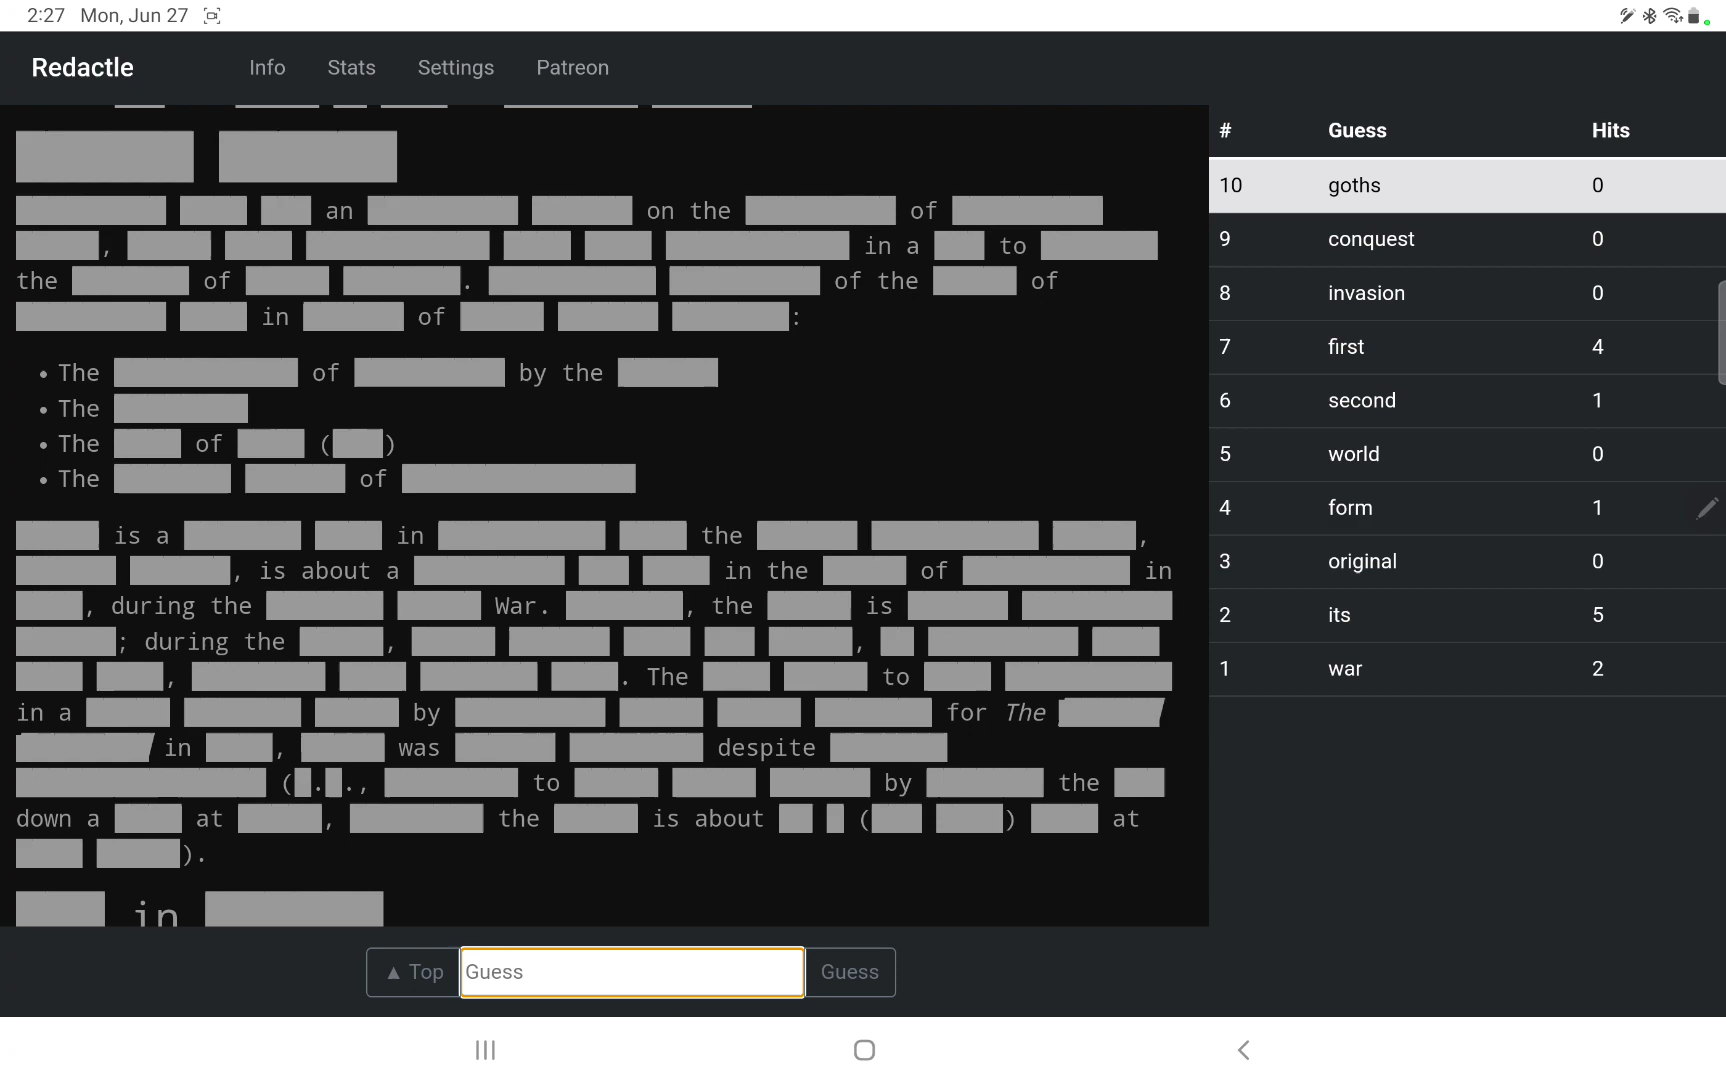 2:27 Mon, Jun 27
Redactle Info Stats Settings Patreon
an on the of
, in a to
the of . of the of
in of :
• The of by the
• The
• The of ( )
• The of
is a in the ,
, is about a in the of in
, during the War. , the is
; during the , , 
, . The to
in a by for The
in , was despite
( . ., to by the
down a at , the is about ( ) at
).
in
# Guess Hits
10 goths 0
9 conquest 0
8 invasion 0
7 first 4
6 second 1
5 world 0
4 form 1
3 original 0
2 its 5
1 war 2
▲ Top Guess Guess